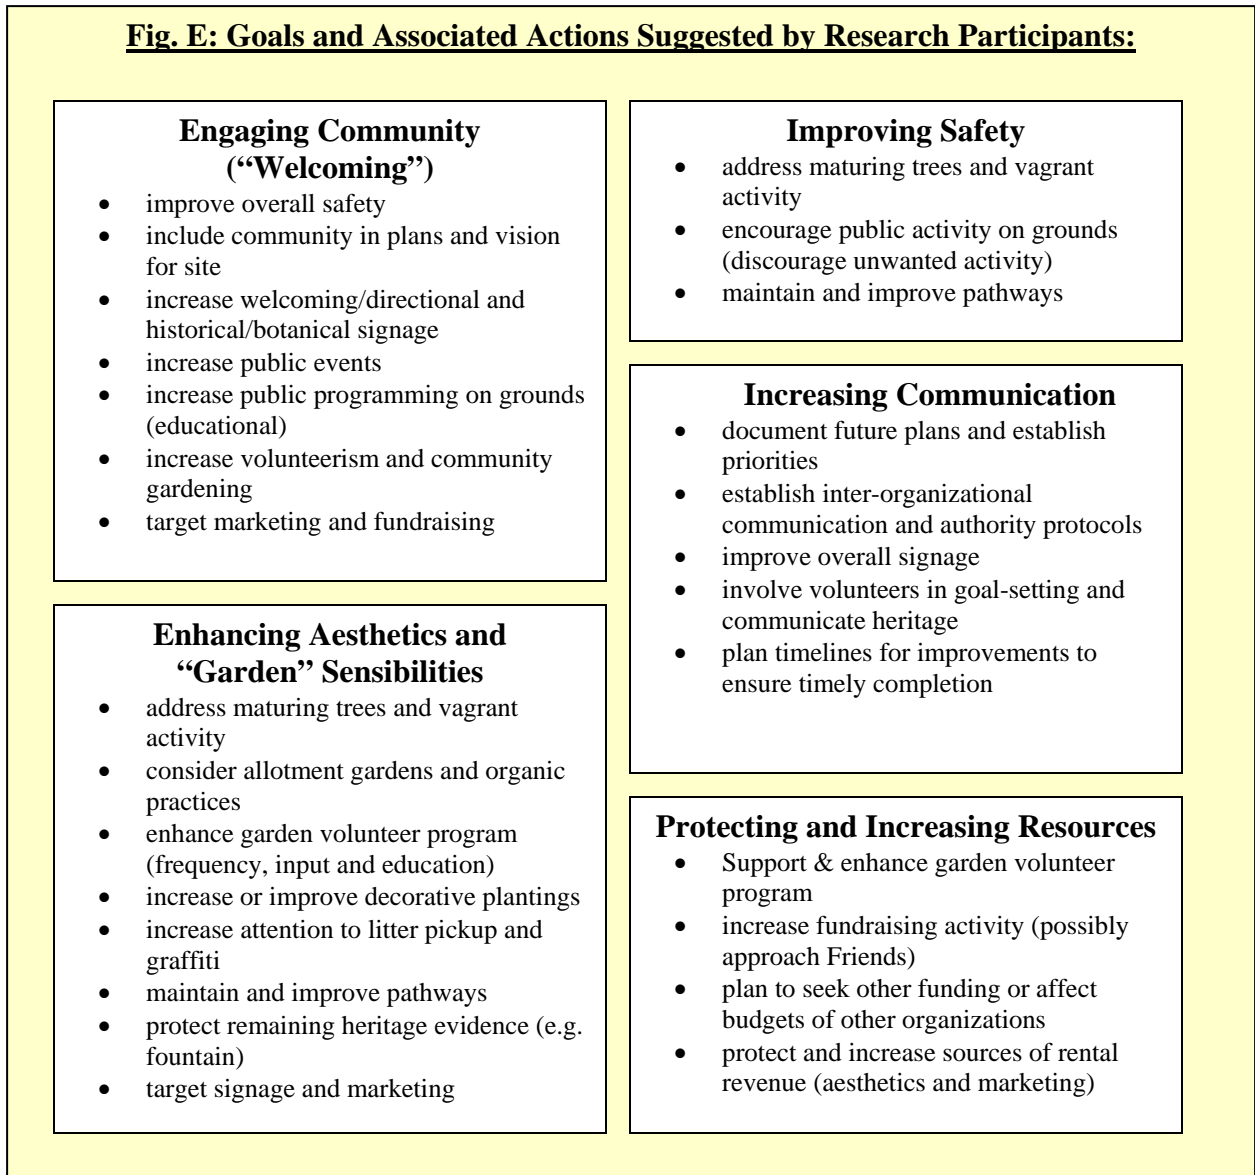 Fig. E: Goals and Associated Actions Suggested by Research Participants:
Engaging Community
(“Welcoming”)
• improve overall safety
• include community in plans and vision
for site
• increase welcoming/directional and
historical/botanical signage
• increase public events
• increase public programming on grounds
(educational)
• increase volunteerism and community
gardening
• target marketing and fundraising
Enhancing Aesthetics and
“Garden” Sensibilities
• address maturing trees and vagrant
activity
• consider allotment gardens and organic
practices
• enhance garden volunteer program
(frequency, input and education)
• increase or improve decorative plantings
• increase attention to litter pickup and
graffiti
• maintain and improve pathways
• protect remaining heritage evidence (e.g.
fountain)
• target signage and marketing
Improving Safety
• address maturing trees and vagrant
activity
• encourage public activity on grounds
(discourage unwanted activity)
• maintain and improve pathways
Increasing Communication
• document future plans and establish
priorities
• establish inter-organizational
communication and authority protocols
• improve overall signage
• involve volunteers in goal-setting and
communicate heritage
• plan timelines for improvements to
ensure timely completion
Protecting and Increasing Resources
• Support & enhance garden volunteer
program
• increase fundraising activity (possibly
approach Friends)
• plan to seek other funding or affect
budgets of other organizations
• protect and increase sources of rental
revenue (aesthetics and marketing)